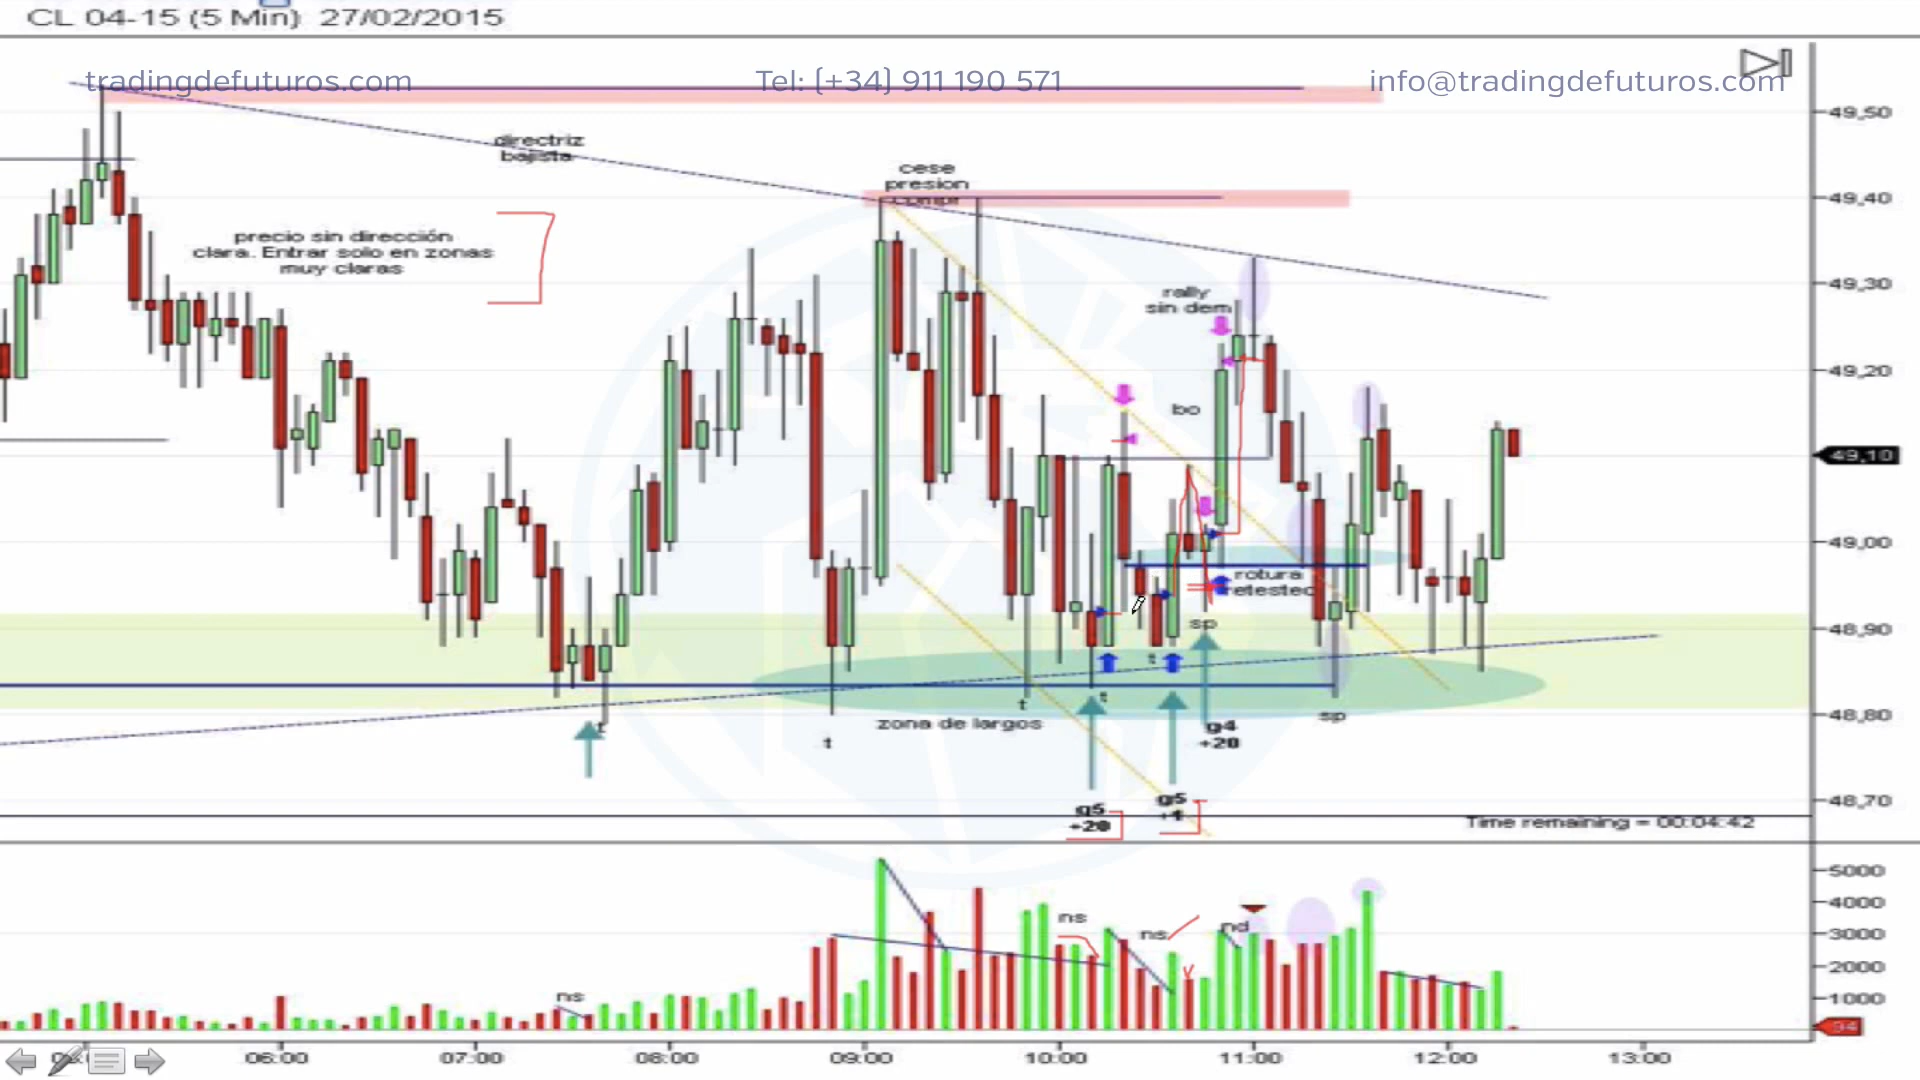 CL 04-15 (5 Min) 27/02/2015
tradingdefuturos.com
Tel: (+34) 911 190 571
info@tradingdefuturos.com
49,50
directriz
bajista
cese
presion
compr
49,40
precio sin dirección
clara. Entrar solo en zonas
muy claras
49,30
rally
sin dem
49,20
bo
49,10
49,00
rotura
retested
sp
48,90
t
t
t
t
t
zona de largos
sp
48,80
g4
+20
g5
+20
g5
+1
48,70
Time remaining = 00:04:42
5000
4000
ns
ns
nd
3000
2000
ns
1000
34
06:00
07:00
08:00
09:00
10:00
11:00
12:00
13:00